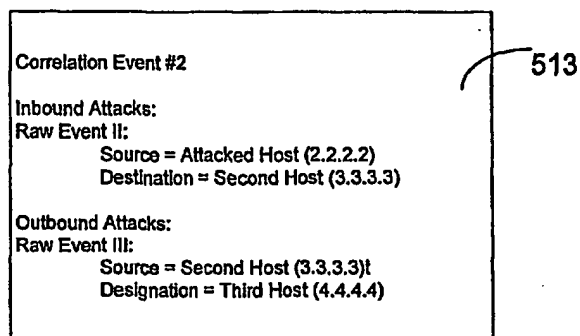 Correlation Event #2
513
Inbound Attacks:
Raw Event II:
Source = Attacked Host (2.2.2.2)
Destination = Second Host (3.3.3.3)
Outbound Attacks:
Raw Event III:
Source = Second Host (3.3.3.3)t
Designation = Third Host (4.4.4.4)